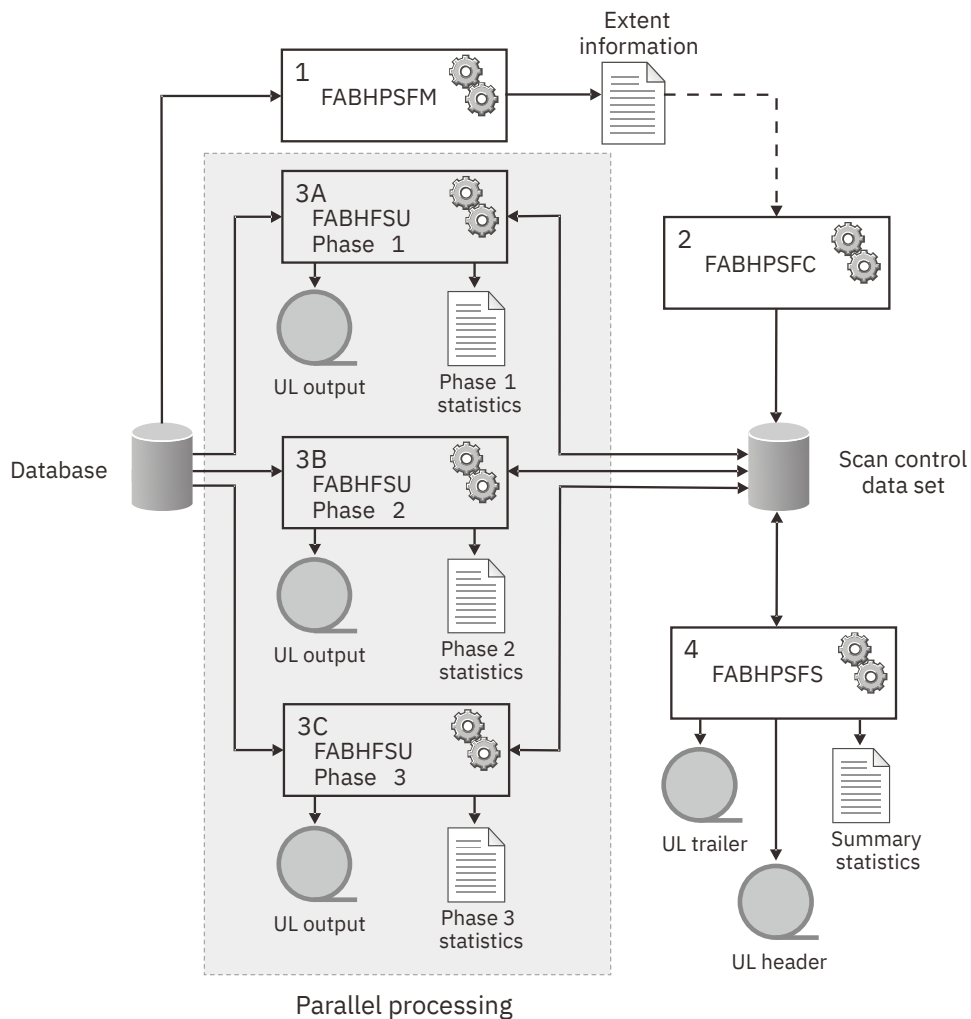 Extent
information
1
FABHPSFM
3A
FABHFSU
Phase 1
2
FABHPSFC
UL output
Phase 1
statistics
Database
3B
FABHFSU
Phase 2
Scan control
data set
UL output
Phase 2
statistics
4
FABHPSFS
3C
FABHFSU
Phase 3
UL trailer
Summary
statistics
UL output
Phase 3
statistics
UL header
Parallel processing